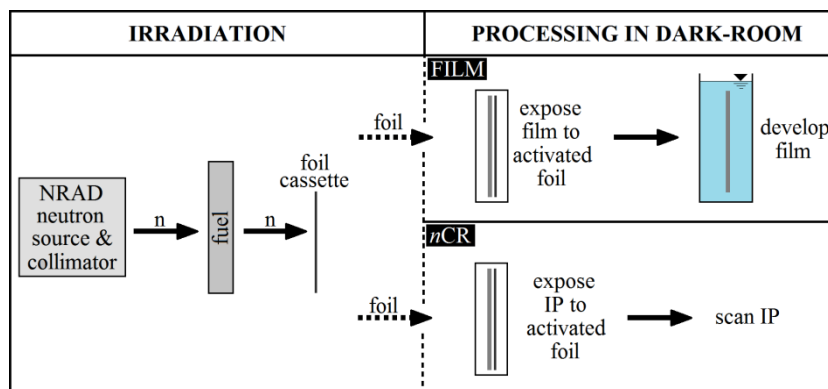 IRRADIATION
PROCESSING IN DARK-ROOM
NRAD
neutron
source &
collimator
n
fuel
n
foil
cassette
foil
foil
FILM
expose
film to
activated
foil
develop
film
nCR
expose
IP to
activated
foil
scan IP